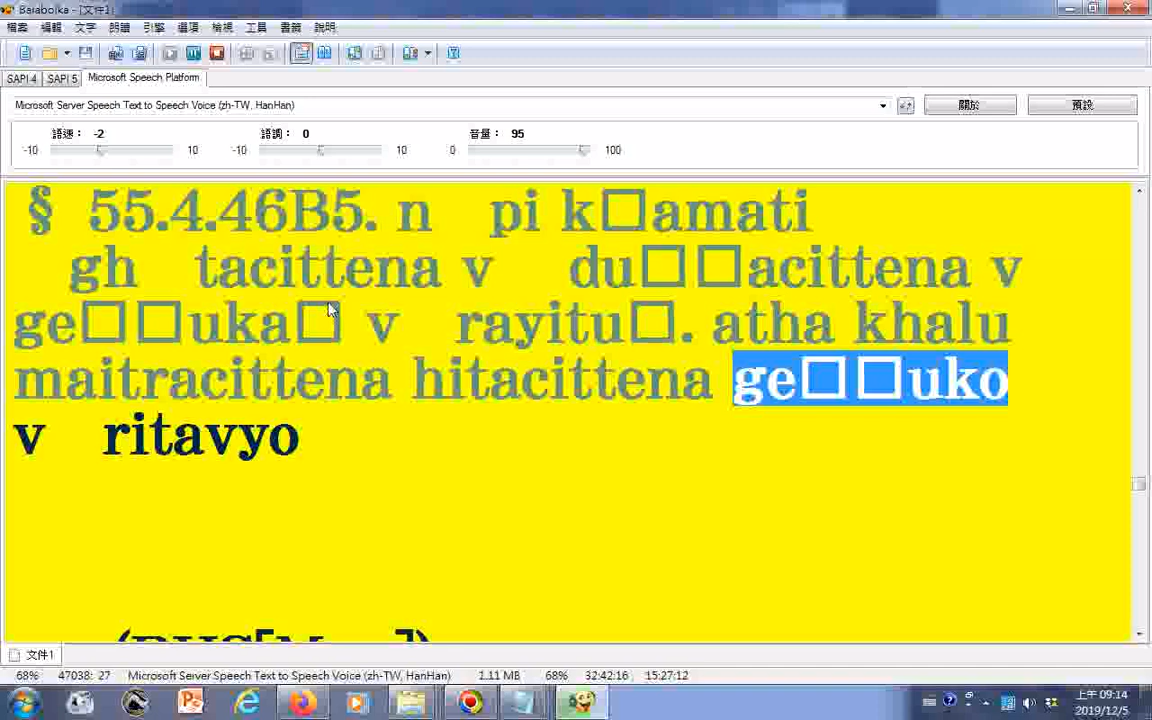 Balabolka - [文件1]
檔案 編輯 文字 朗讀 引擎 選項 檢視 工具 書籤 說明
SAPI 4 SAPI 5 Microsoft Speech Platform
Microsoft Server Speech Text to Speech Voice (zh-TW, HanHan) 關於 預設
語速： -2 語調： 0 音量： 95
-10 10 -10 10 0 100
§ 55.4.46B5. n pi k□amati
gh tacittena v du□□acittena v
ge□□uka□ v rayitu□. atha khalu
maitracittena hitacittena ge□□uko
v ritavyo
文件1
68% 47038: 27 Microsoft Server Speech Text to Speech Voice (zh-TW, HanHan) 1.11 MB 68% 32:42:16 15:27:12
上午 09:14
2019/12/5